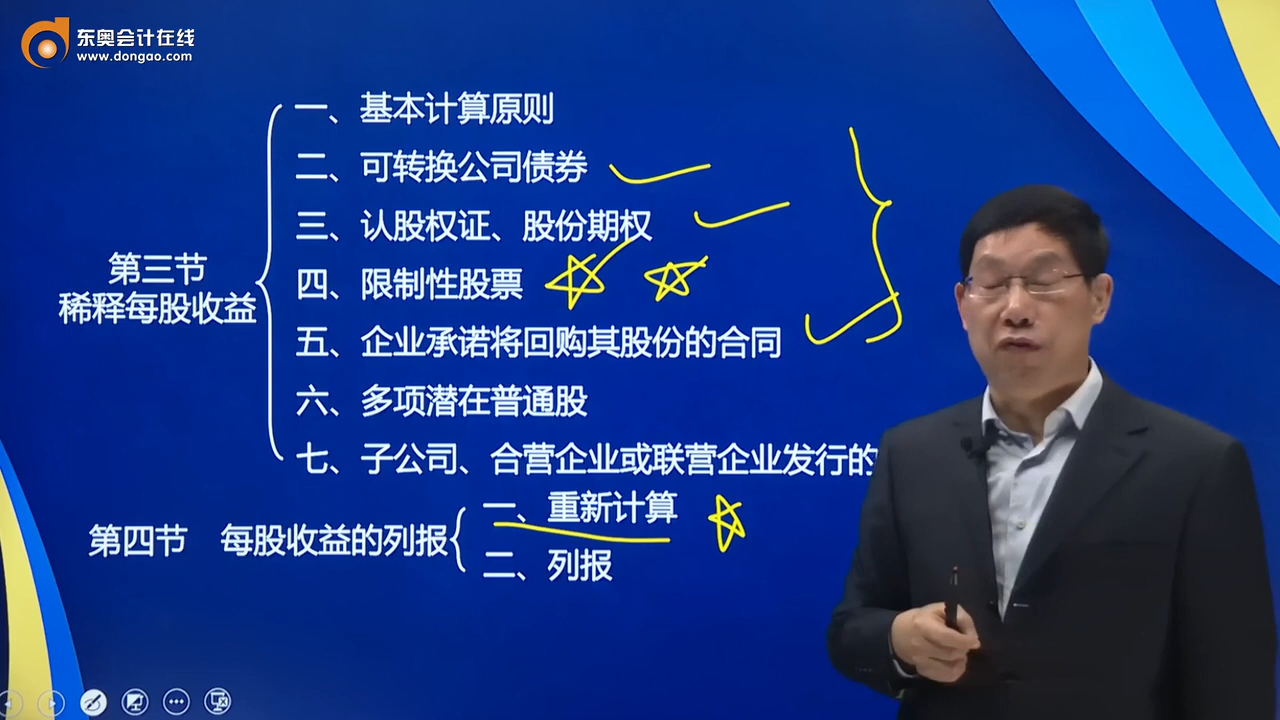 东奥会计在线
www.dongao.com
一、基本计算原则
二、可转换公司债券
三、认股权证、股份期权
第三节
稀释每股收益
四、限制性股票
五、企业承诺将回购其股份的合同
六、多项潜在普通股
七、子公司、合营企业或联营企业发行的
第四节 每股收益的列报
一、重新计算
二、列报